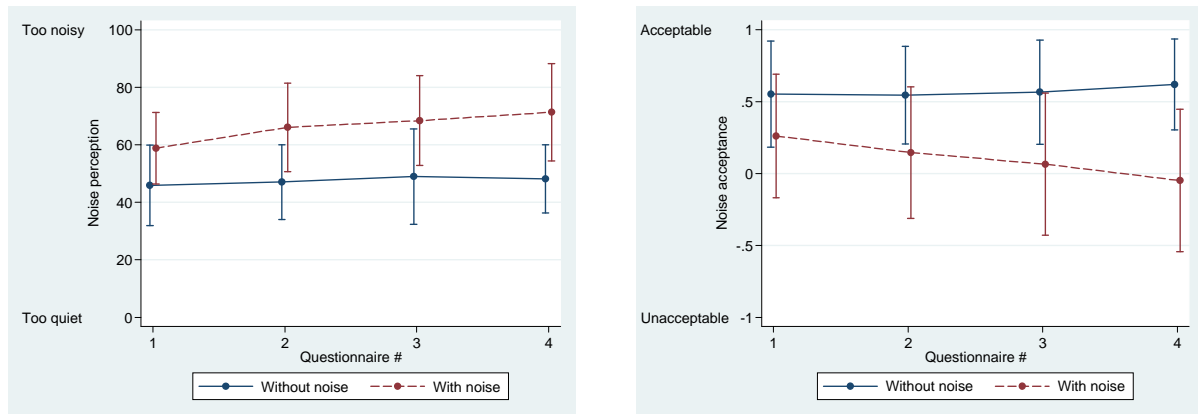 Too noisy
100
80
60
40
20
0
Too quiet
Noise perception
1 2 3 4
Questionnaire #
Without noise With noise
Acceptable
1
.5
0
-.5
-1
Unacceptable
Noise acceptance
1 2 3 4
Questionnaire #
Without noise With noise